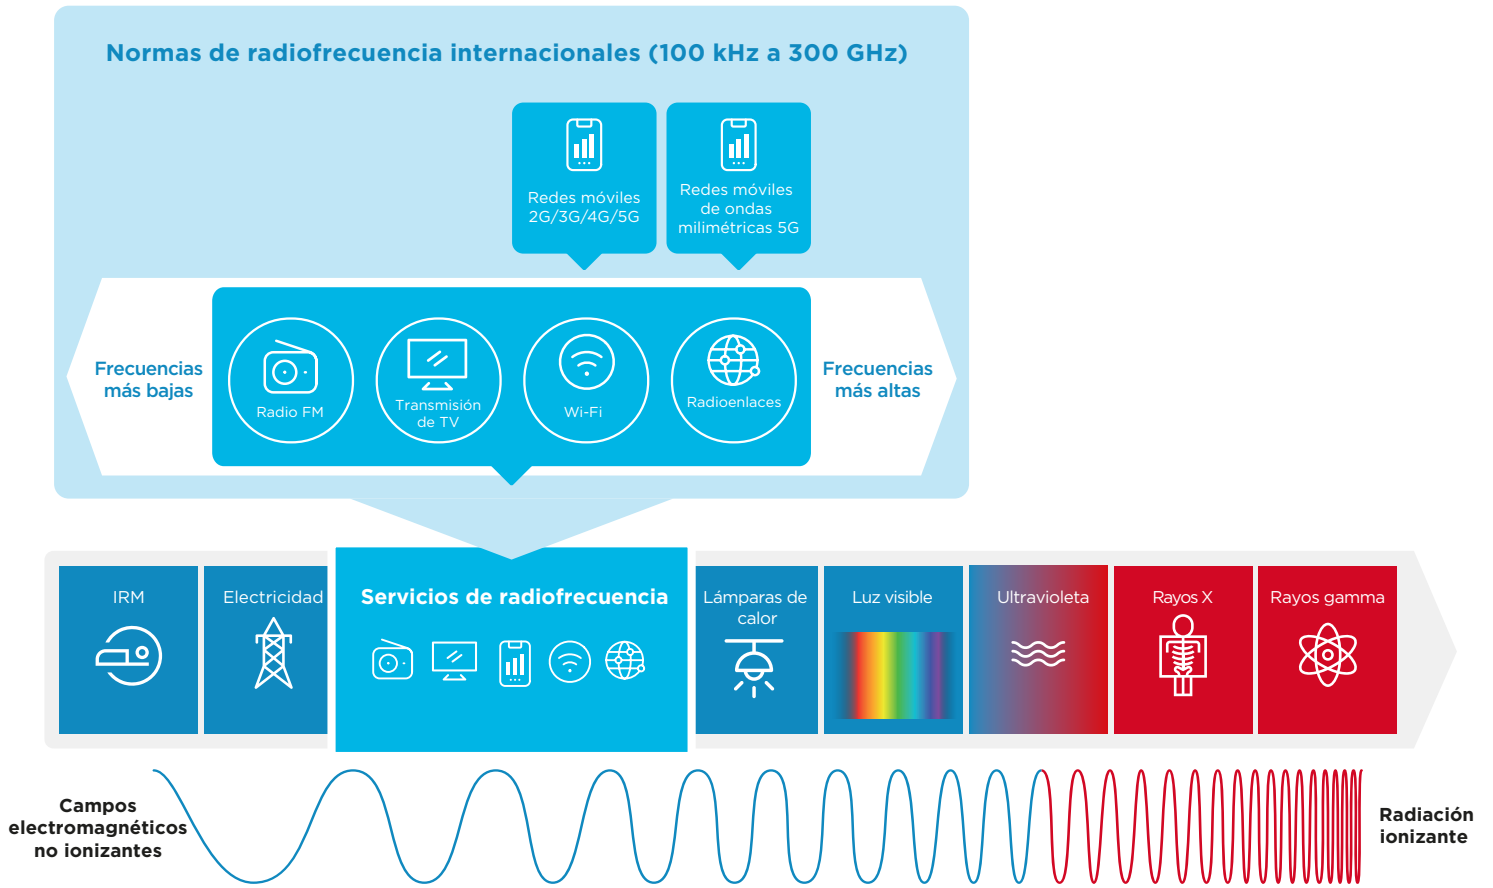 Normas de radiofrecuencia internacionales (100 kHz a 300 GHz)
Redes móviles
2G/3G/4G/5G
Redes móviles
de ondas
milimétricas 5G
Frecuencias
más bajas
Radio FM
Transmisión
de TV
Wi-Fi
Radioenlaces
Frecuencias
más altas
IRM
Electricidad
Servicios de radiofrecuencia
Lámparas de
calor
Luz visible
Ultravioleta
Rayos X
Rayos gamma
Campos
electromagnéticos
no ionizantes
Radiación
ionizante